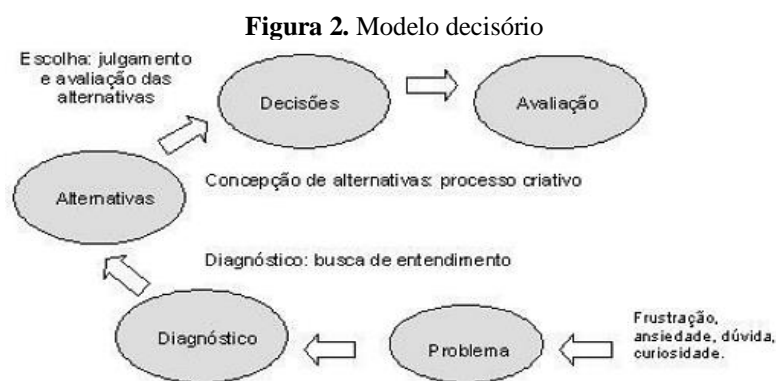 Figura 2. Modelo decisório
Escolha: julgamento
e avaliação das
alternativas
Decisões
Avaliação
Alternativas
Concepção de alternativas: processo criativo
Diagnóstico: busca de entendimento
Diagnóstico
Problema
Frustração,
ansiedade, dúvida,
curiosidade.